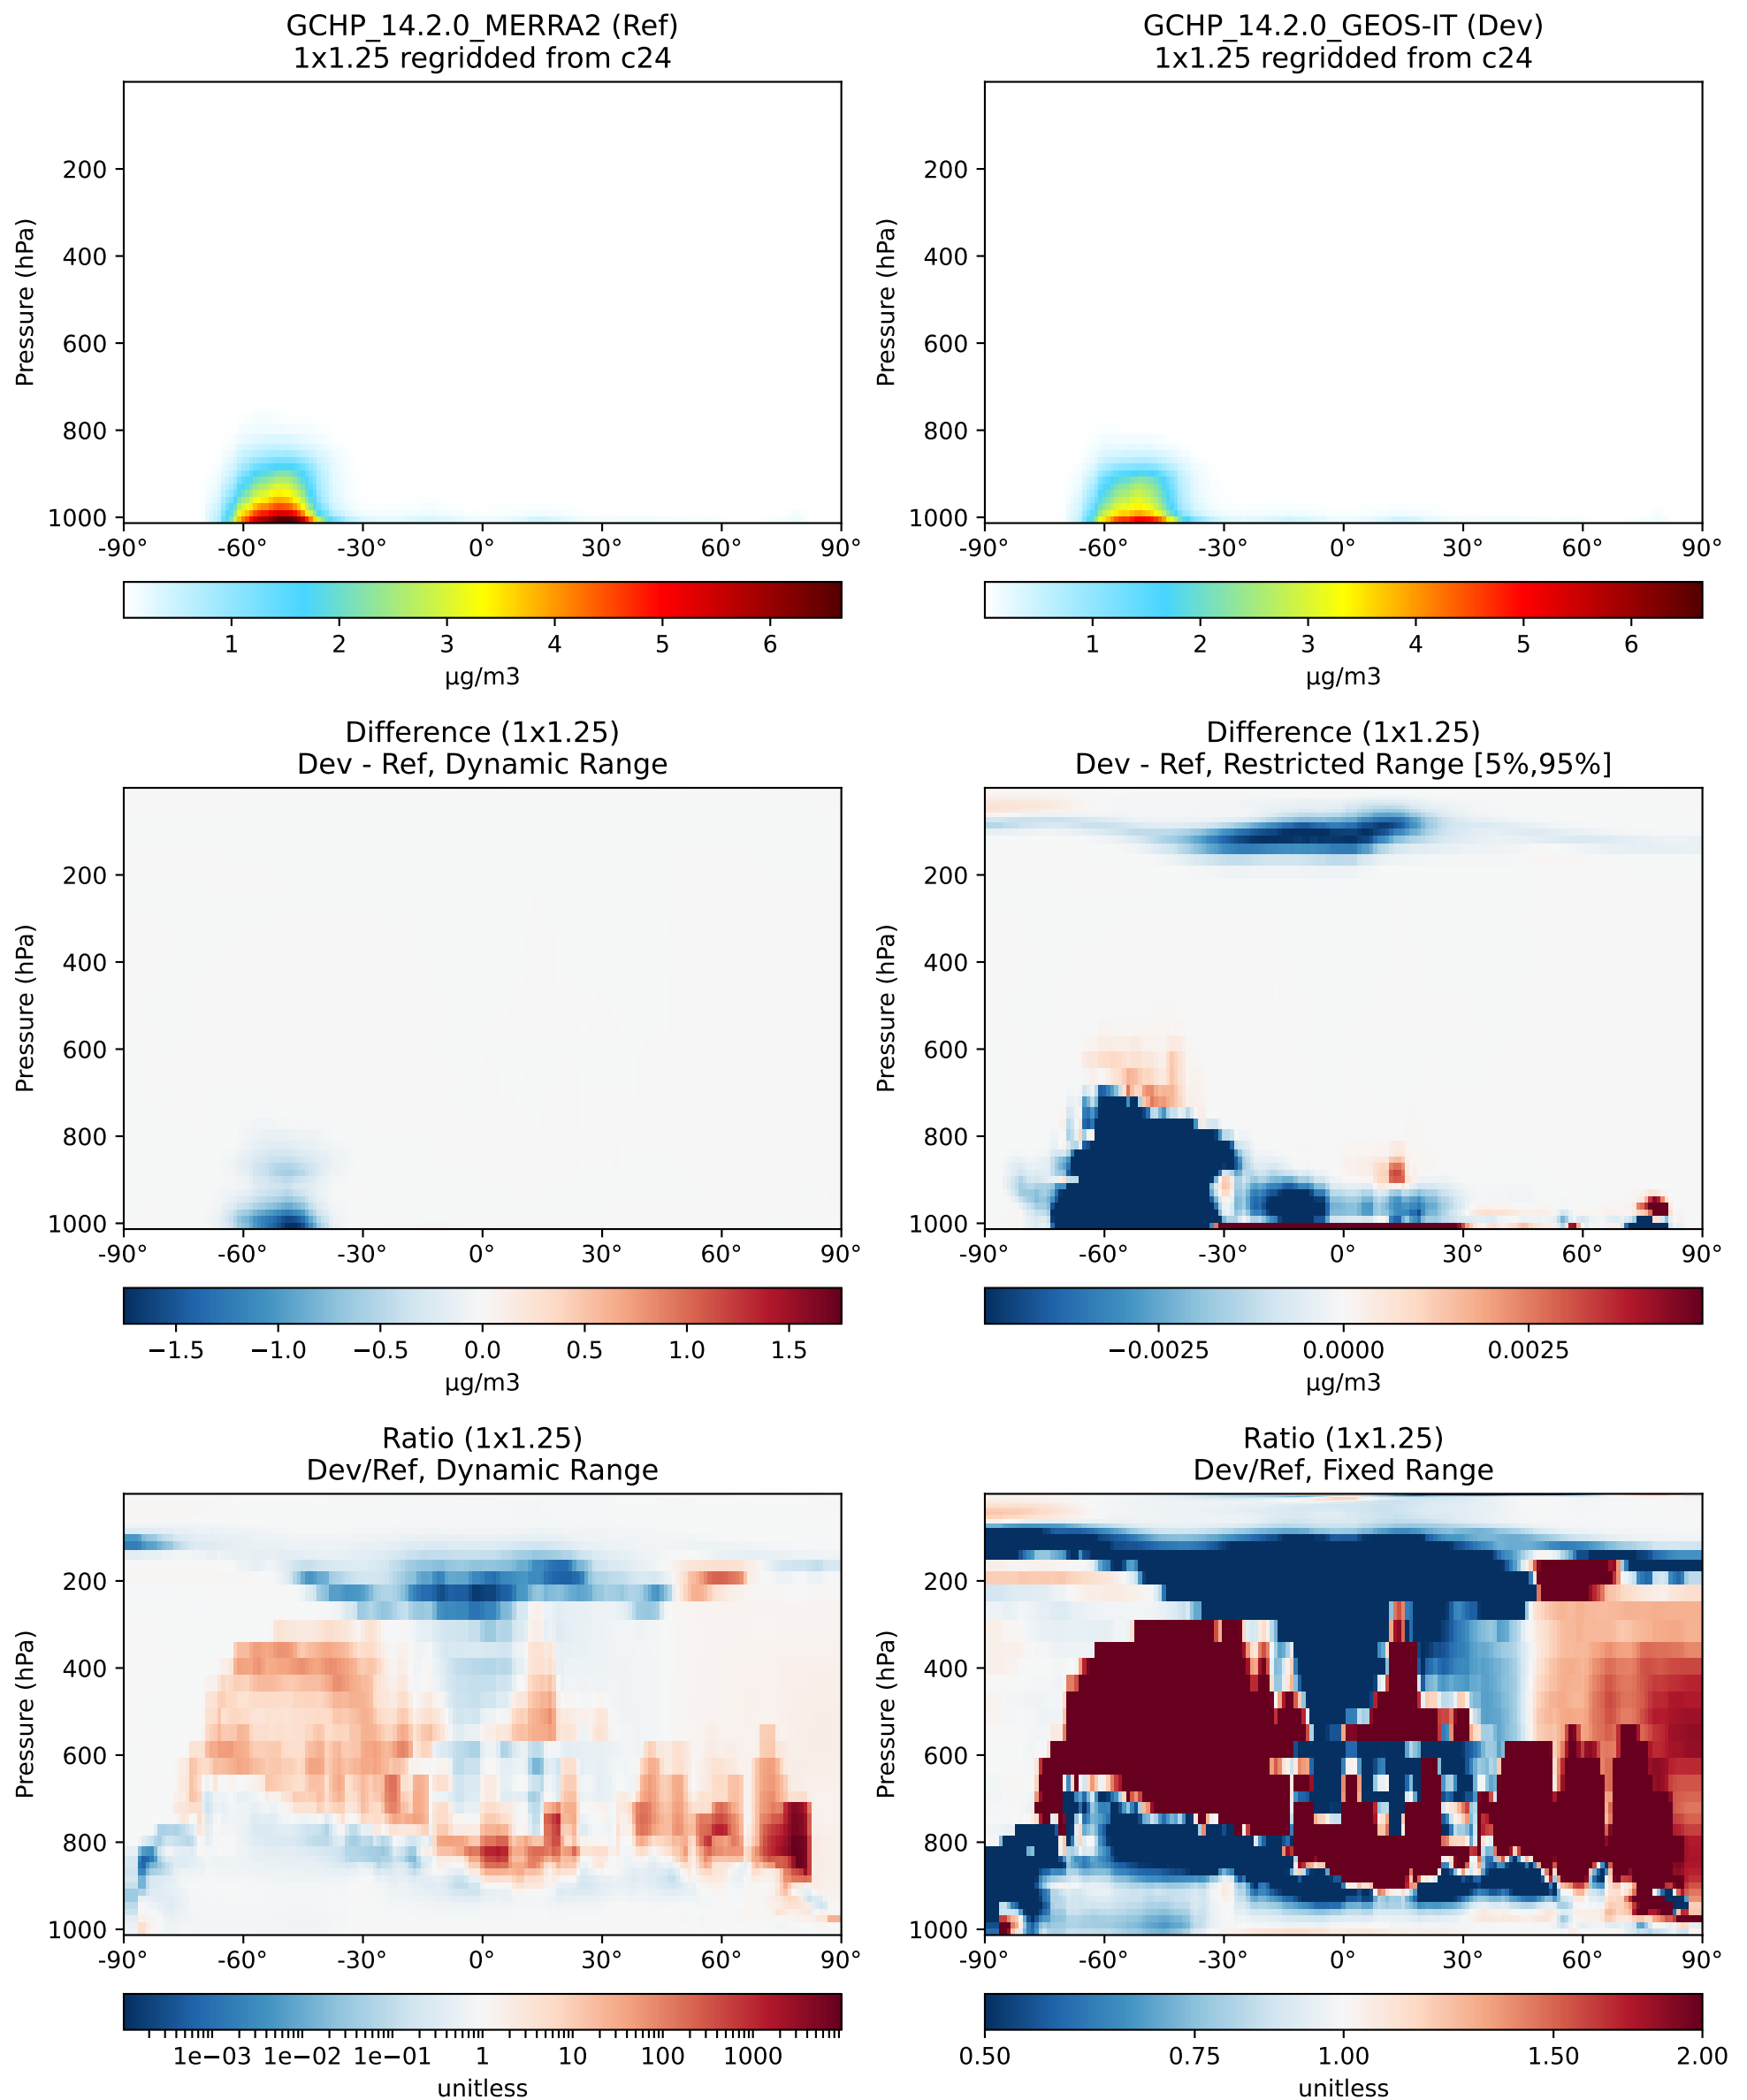 GCHP_14.2.0_MERRA2 (Ref)
1x1.25 regridded from c24
Pressure (hPa)
200
400
600
800
1000
-90° -60° -30° 0° 30° 60° 90°
1 2 3 4 5 6
µg/m3
GCHP_14.2.0_GEOS-IT (Dev)
1x1.25 regridded from c24
Pressure (hPa)
200
400
600
800
1000
-90° -60° -30° 0° 30° 60° 90°
1 2 3 4 5 6
µg/m3
Difference (1x1.25)
Dev - Ref, Dynamic Range
Pressure (hPa)
200
400
600
800
1000
-90° -60° -30° 0° 30° 60° 90°
−1.5 −1.0 −0.5 0.0 0.5 1.0 1.5
µg/m3
Difference (1x1.25)
Dev - Ref, Restricted Range [5%,95%]
Pressure (hPa)
200
400
600
800
1000
-90° -60° -30° 0° 30° 60° 90°
−0.0025 0.0000 0.0025
µg/m3
Ratio (1x1.25)
Dev/Ref, Dynamic Range
Pressure (hPa)
200
400
600
800
1000
-90° -60° -30° 0° 30° 60° 90°
1e−03 1e−02 1e−01 1 10 100 1000
unitless
Ratio (1x1.25)
Dev/Ref, Fixed Range
Pressure (hPa)
200
400
600
800
1000
-90° -60° -30° 0° 30° 60° 90°
0.50 0.75 1.00 1.50 2.00
unitless